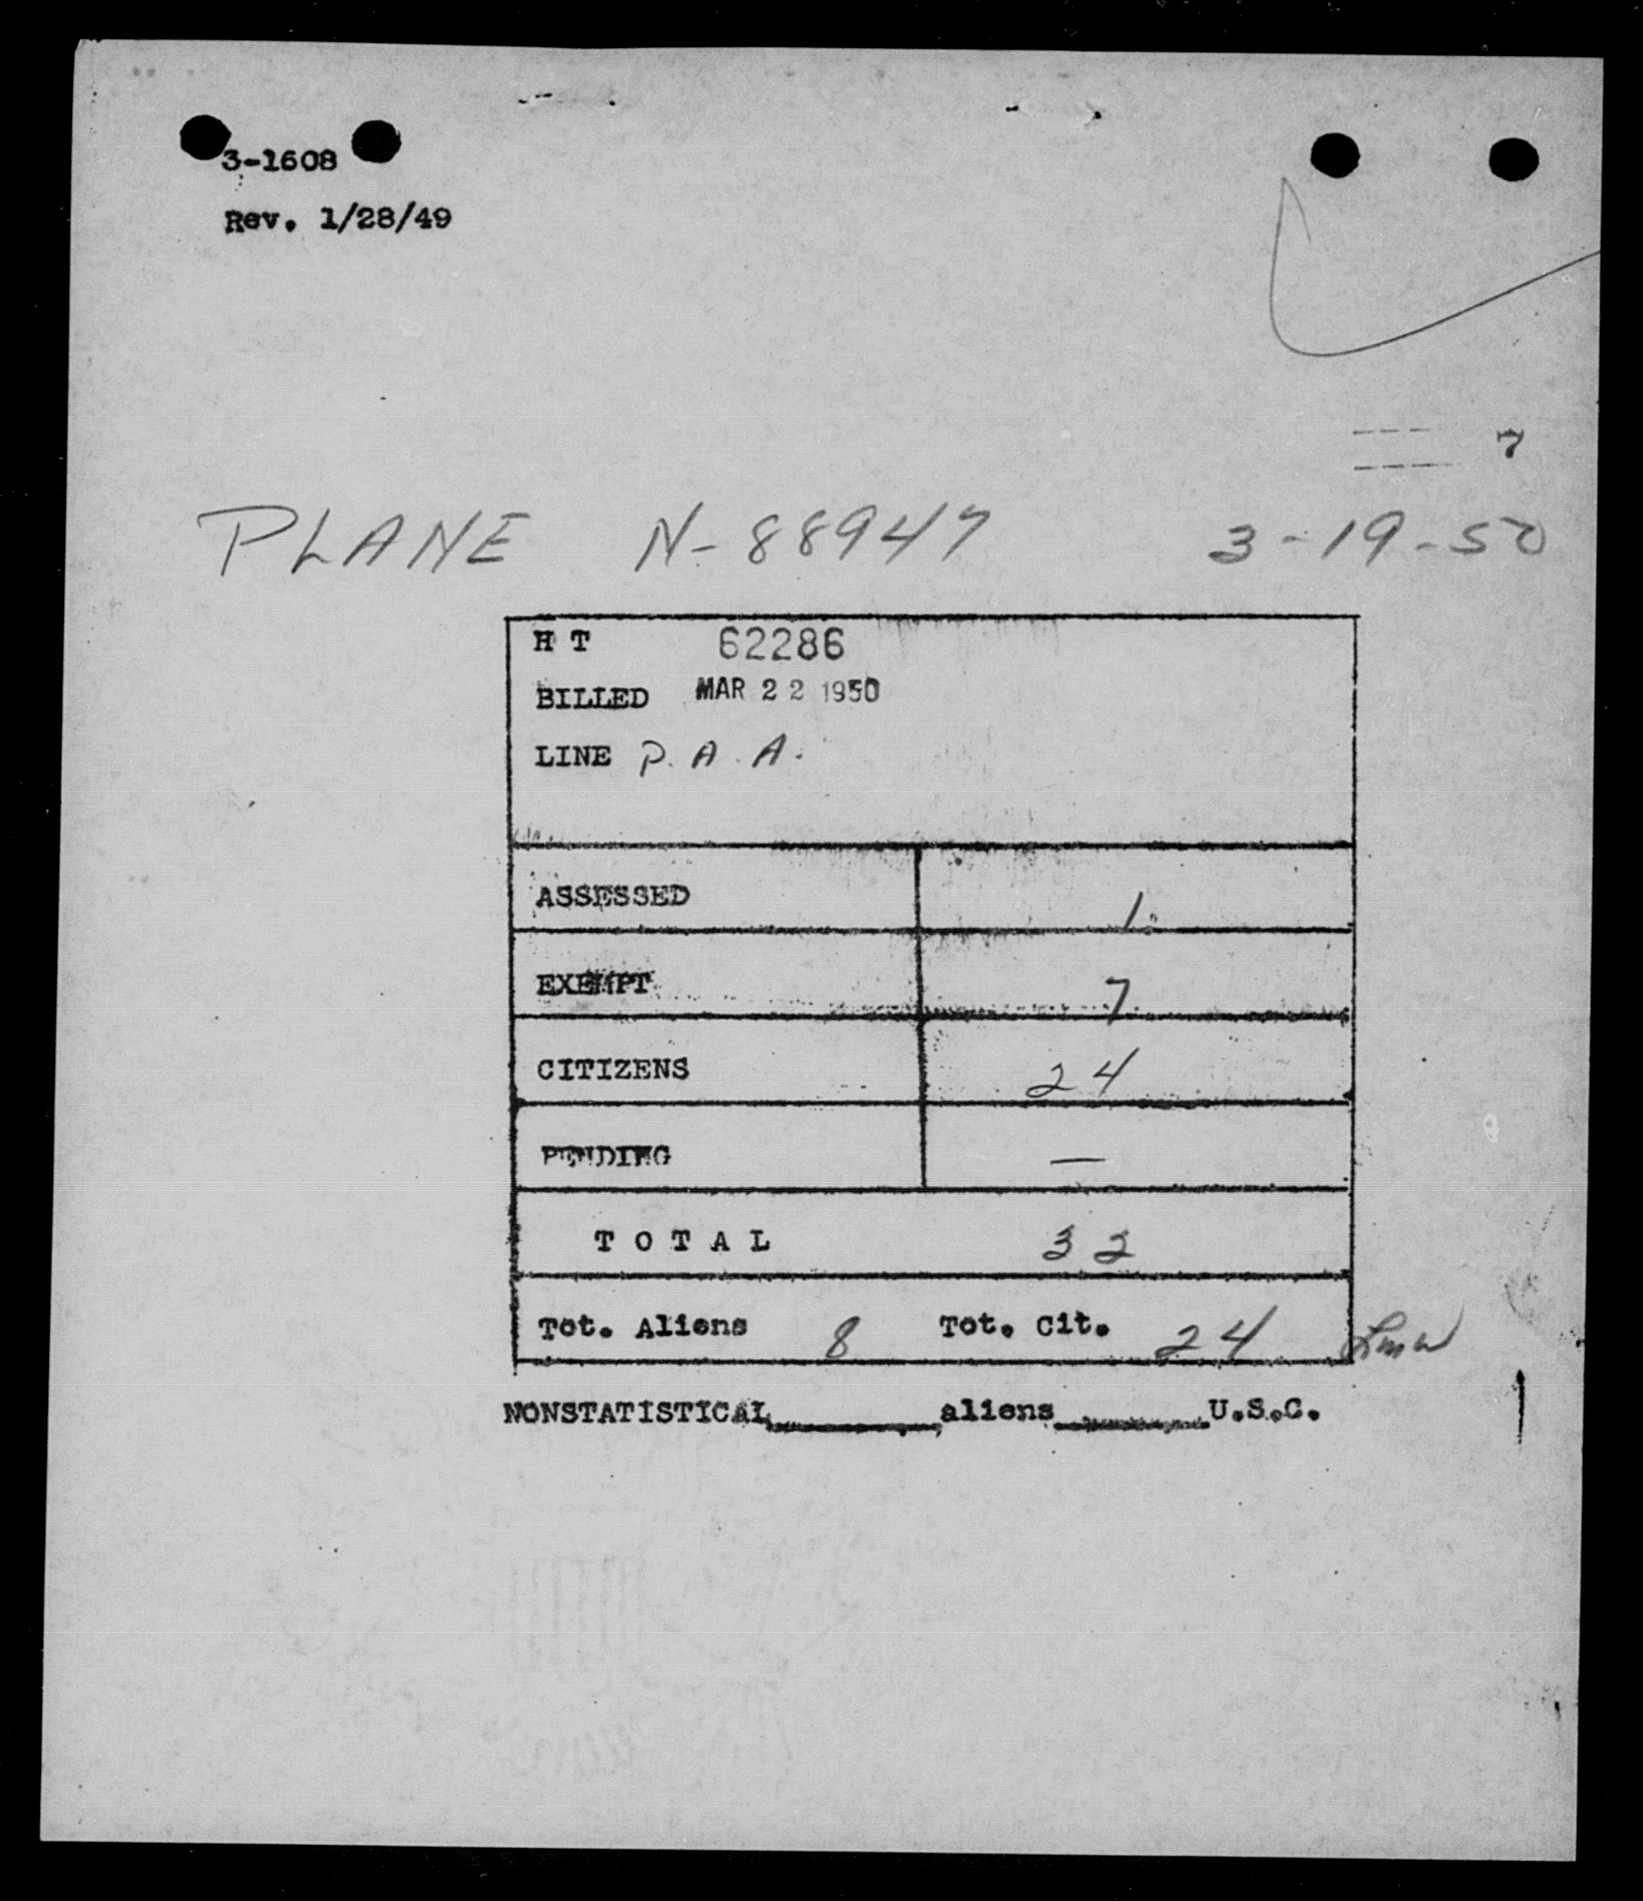 3-1608
Rev. 1/28/49
7
PLANE N-88947 3-19-50
H T 62286
BILLED MAR 22 1950
LINE P.A.A.
ASSESSED 1
EXEMPT 7
CITIZENS 24
PENDING —
TOTAL 32
Tot. Aliens 8 Tot. Cit. 24
NONSTATISTICAL aliens U.S.C.